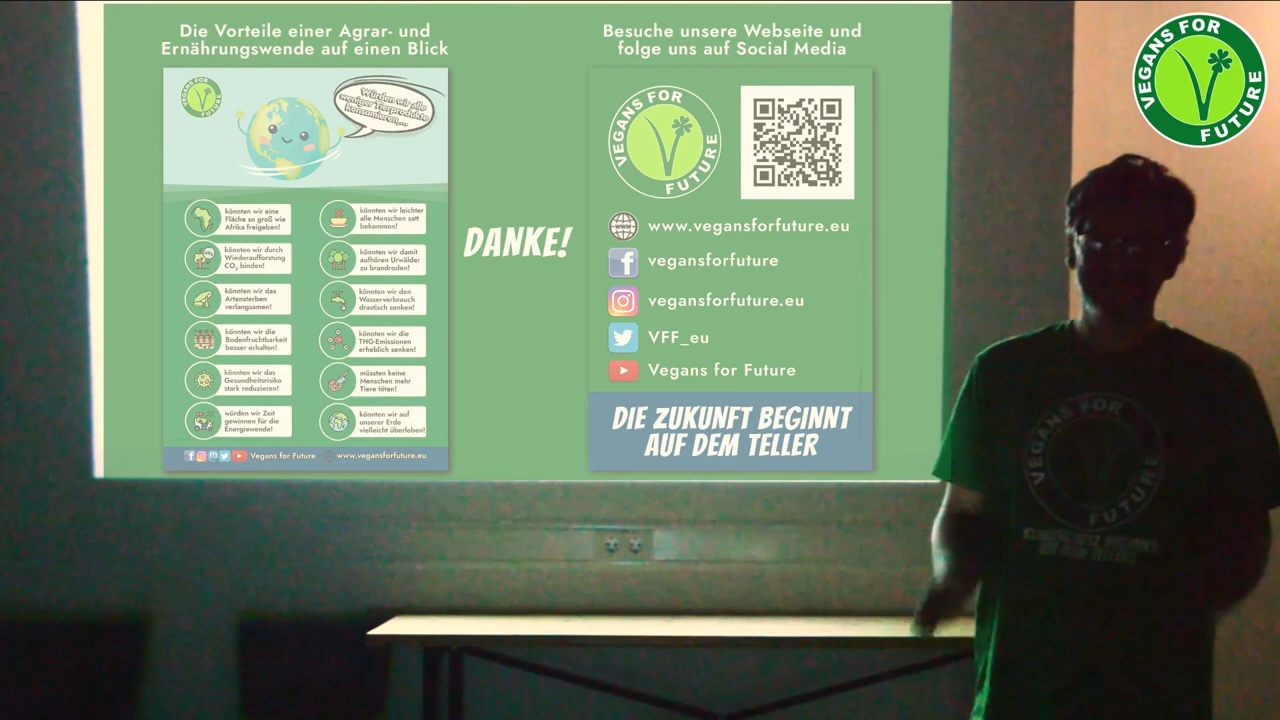 Die Vorteile einer Agrar- und
Ernährungswende auf einen Blick
VEGANS FOR
FUTURE
Würden wir alle
weniger Tierprodukte
konsumieren,...
könnten wir eine
Fläche so groß wie
Afrika freigeben!
könnten wir durch
Wiederaufforstung
CO₂ binden!
könnten wir das
Artensterben
verlangsamen!
könnten wir die
Bodenfruchtbarkeit
besser erhalten!
könnten wir das
Gesundheitsrisiko
stark reduzieren!
würden wir Zeit
gewinnen für die
Energiewende!
könnten wir leichter
alle Menschen satt
bekommen!
könnten wir damit
aufhören Urwälder
zu brandroden!
könnten wir den
Wasserverbrauch
drastisch senken!
könnten wir die
THG-Emissionen
erheblich senken!
müssten keine
Menschen mehr
Tiere töten!
könnten wir auf
unserer Erde
vielleicht überleben!
Vegans for Future
www.vegansforfuture.eu
DANKE!
Besuche unsere Webseite und
folge uns auf Social Media
VEGANS FOR
FUTURE
www.vegansforfuture.eu
vegansforfuture
vegansforfuture.eu
VFF_eu
Vegans for Future
DIE ZUKUNFT BEGINNT
AUF DEM TELLER
VEGANS FOR
FUTURE
VEGANS FOR
FUTURE